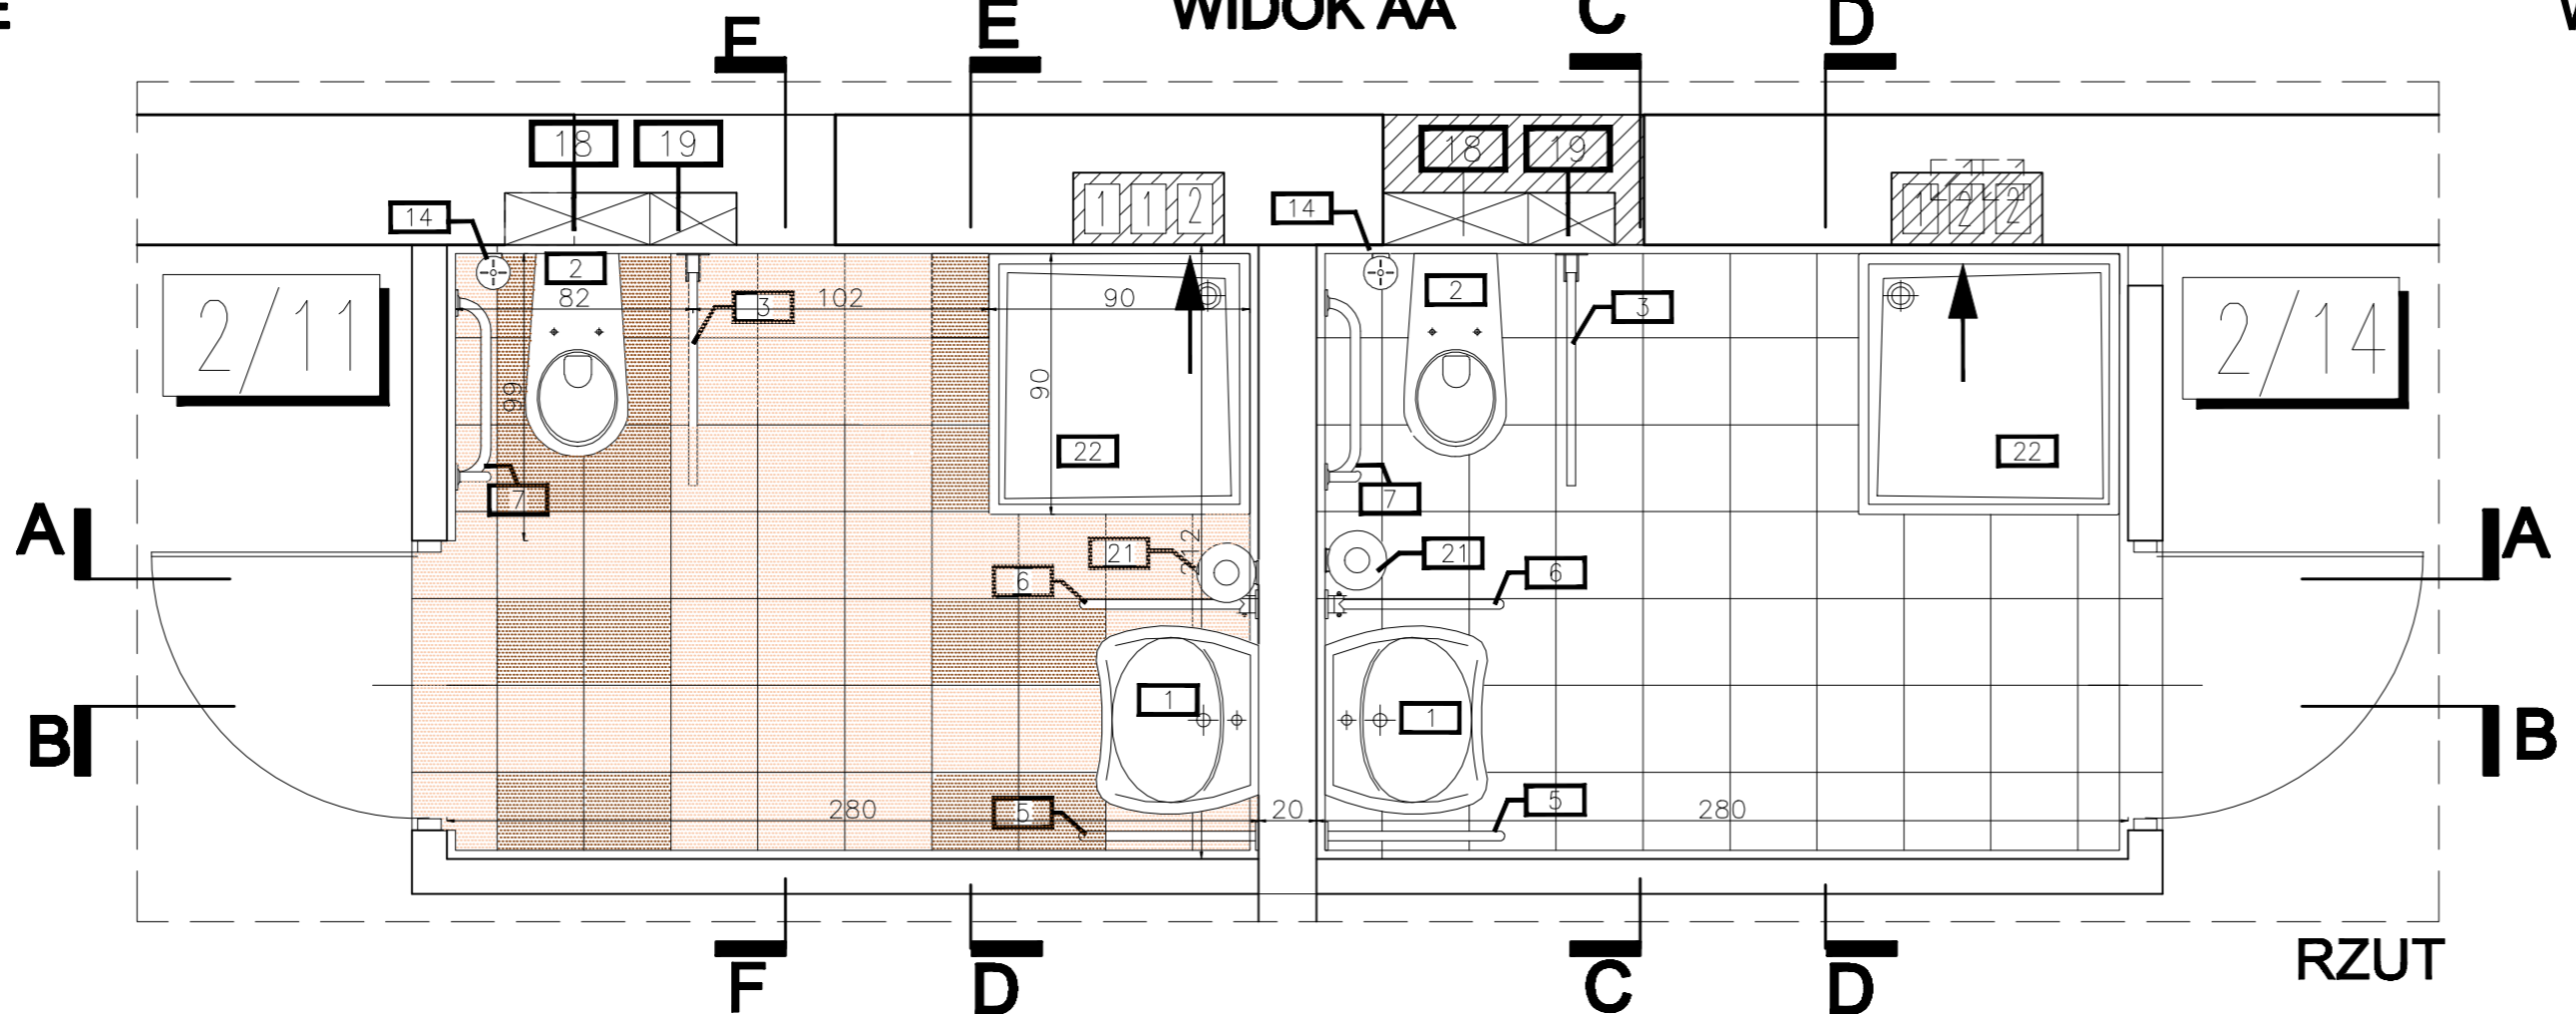 WIDOK AA
F E C D
18 19 18 19
14 1 1 2 14 1 2 2
2/11 2 2 2/14
82 3 102 90 3
99 90
22 22
7 7
A 21 212 21 A
6 6
1 1
B B
5 280 20 5 280
F D C D
RZUT